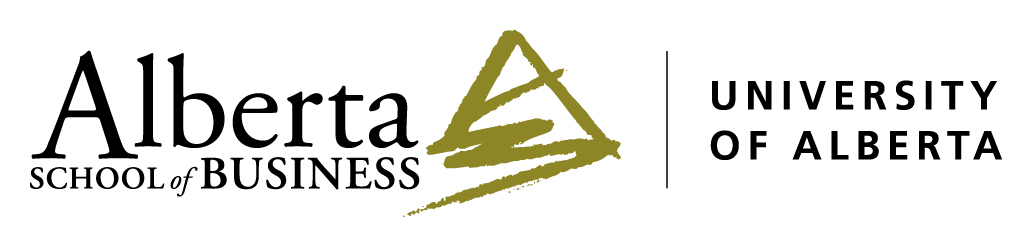 Alberta
SCHOOL of BUSINESS
UNIVERSITY
OF ALBERTA